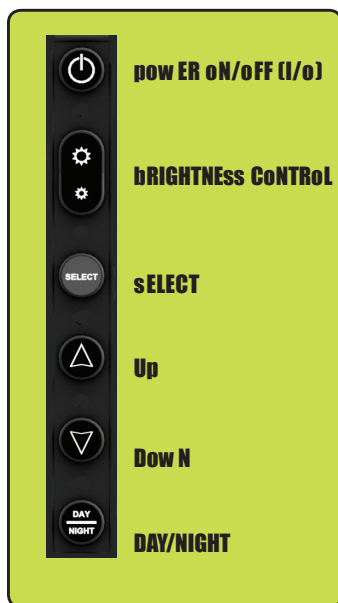 pow ER oN/oFF (I/o)
bRIGHTNEss CoNTRoL
SELECT
sELECT
Up
Dow N
DAY
NIGHT
DAY/NIGHT